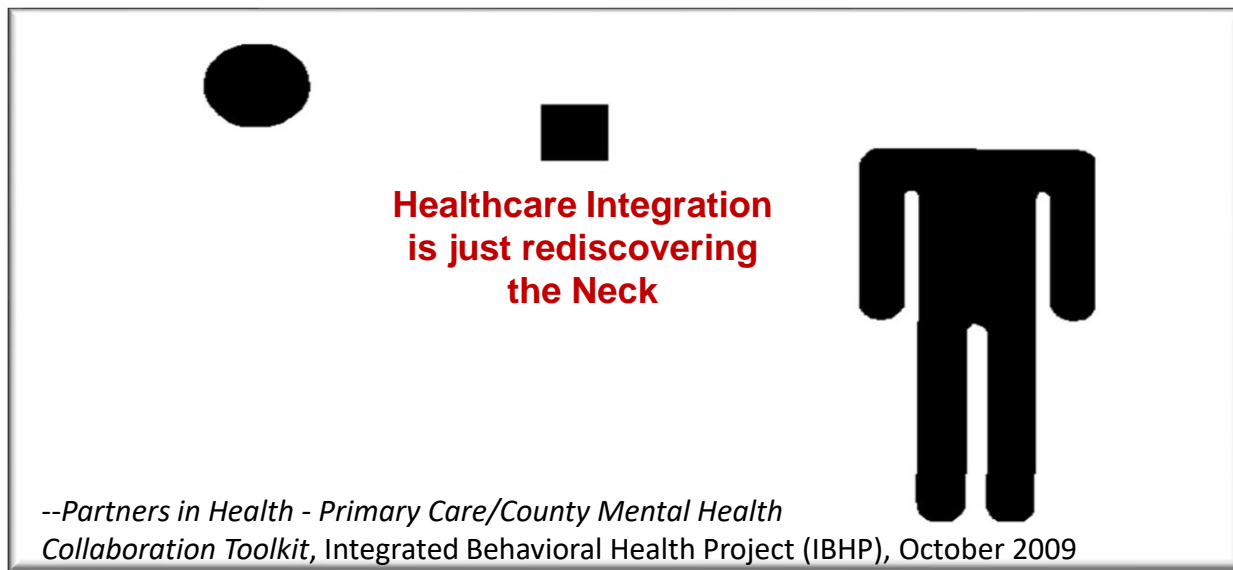 Healthcare Integration
is just rediscovering
the Neck
--Partners in Health - Primary Care/County Mental Health
Collaboration Toolkit, Integrated Behavioral Health Project (IBHP), October 2009